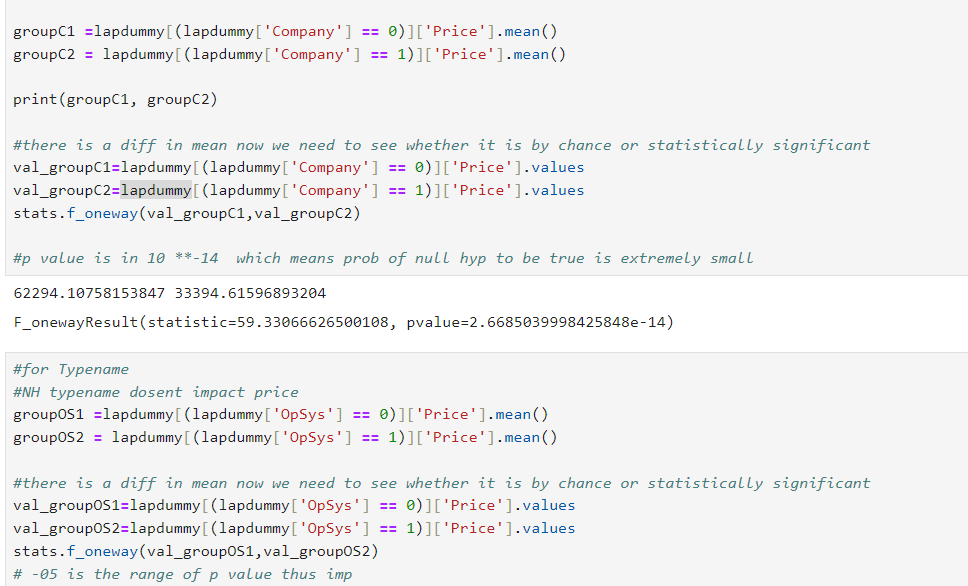 groupC1 =lapdummy[(lapdummy['Company'] == 0)]['Price'].mean()
groupC2 = lapdummy[(lapdummy['Company'] == 1)]['Price'].mean()
print(groupC1, groupC2)
#there is a diff in mean now we need to see whether it is by chance or statistically significant
val_groupC1=lapdummy[(lapdummy['Company'] == 0)]['Price'].values
val_groupC2=lapdummy[(lapdummy['Company'] == 1)]['Price'].values
stats.f_oneway(val_groupC1,val_groupC2)
#p value is in 10 **-14  which means prob of null hyp to be true is extremely small
62294.10758153847 33394.61596893204
F_onewayResult(statistic=59.33066626500108, pvalue=2.6685039998425848e-14)
#for Typename
#NH typename dosent impact price
groupOS1 =lapdummy[(lapdummy['OpSys'] == 0)]['Price'].mean()
groupOS2 = lapdummy[(lapdummy['OpSys'] == 1)]['Price'].mean()
#there is a diff in mean now we need to see whether it is by chance or statistically significant
val_groupOS1=lapdummy[(lapdummy['OpSys'] == 0)]['Price'].values
val_groupOS2=lapdummy[(lapdummy['OpSys'] == 1)]['Price'].values
stats.f_oneway(val_groupOS1,val_groupOS2)
# -05 is the range of p value thus imp